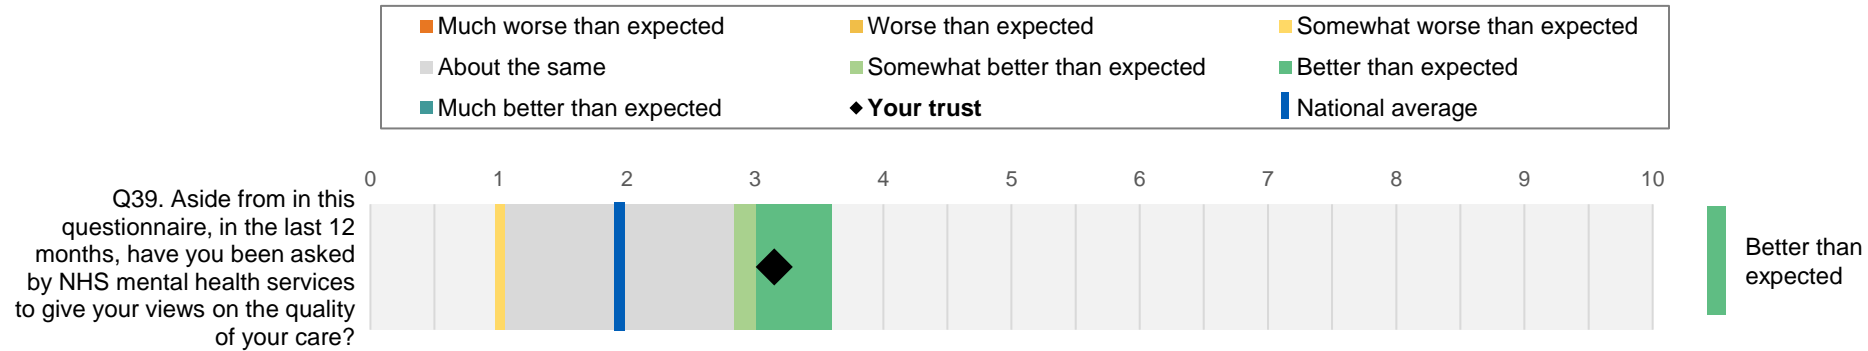 Much worse than expected
Worse than expected
Somewhat worse than expected
About the same
Somewhat better than expected
Better than expected
Much better than expected
Your trust
National average
0 1 2 3 4 5 6 7 8 9 10
Q39. Aside from in this
questionnaire, in the last 12
months, have you been asked
by NHS mental health services
to give your views on the quality
of your care?
Better than
expected